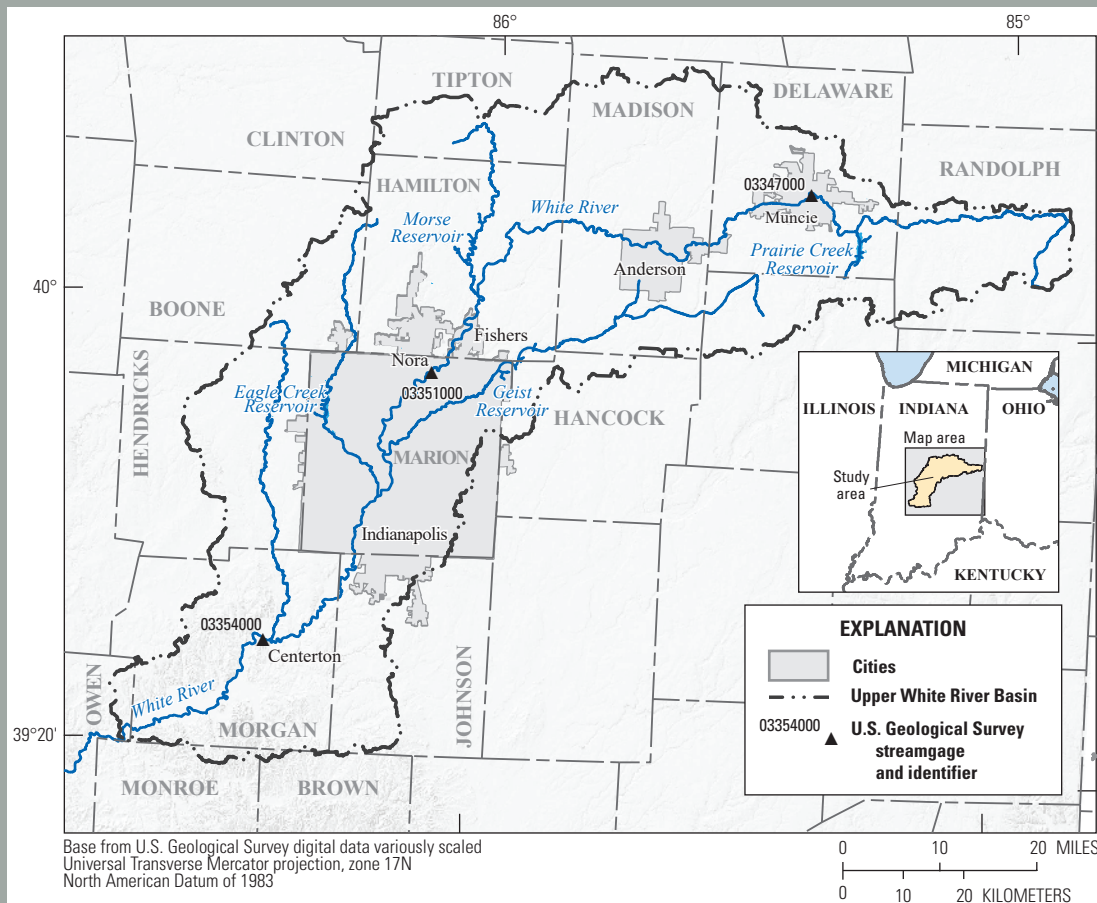 86°
85°
TIPTON
MADISON
DELAWARE
CLINTON
RANDOLPH
HAMILTON
03347000
Morse
Reservoir
White River
Muncie
Prairie Creek
Reservoir
Anderson
40°
BOONE
Fishers
Nora
03351000
HENDRICKS
Eagle Creek
Reservoir
Geist
Reservoir
HANCOCK
MARION
Indianapolis
03354000
Centerton
OWEN
White River
MORGAN
JOHNSON
39°20'
MONROE
BROWN
MICHIGAN
ILLINOIS
INDIANA
OHIO
Map area
Study
area
KENTUCKY
EXPLANATION
Cities
Upper White River Basin
03354000
U.S. Geological Survey
streamgage
and identifier
Base from U.S. Geological Survey digital data variously scaled
Universal Transverse Mercator projection, zone 17N
North American Datum of 1983
0 10 20 MILES
0 10 20 KILOMETERS